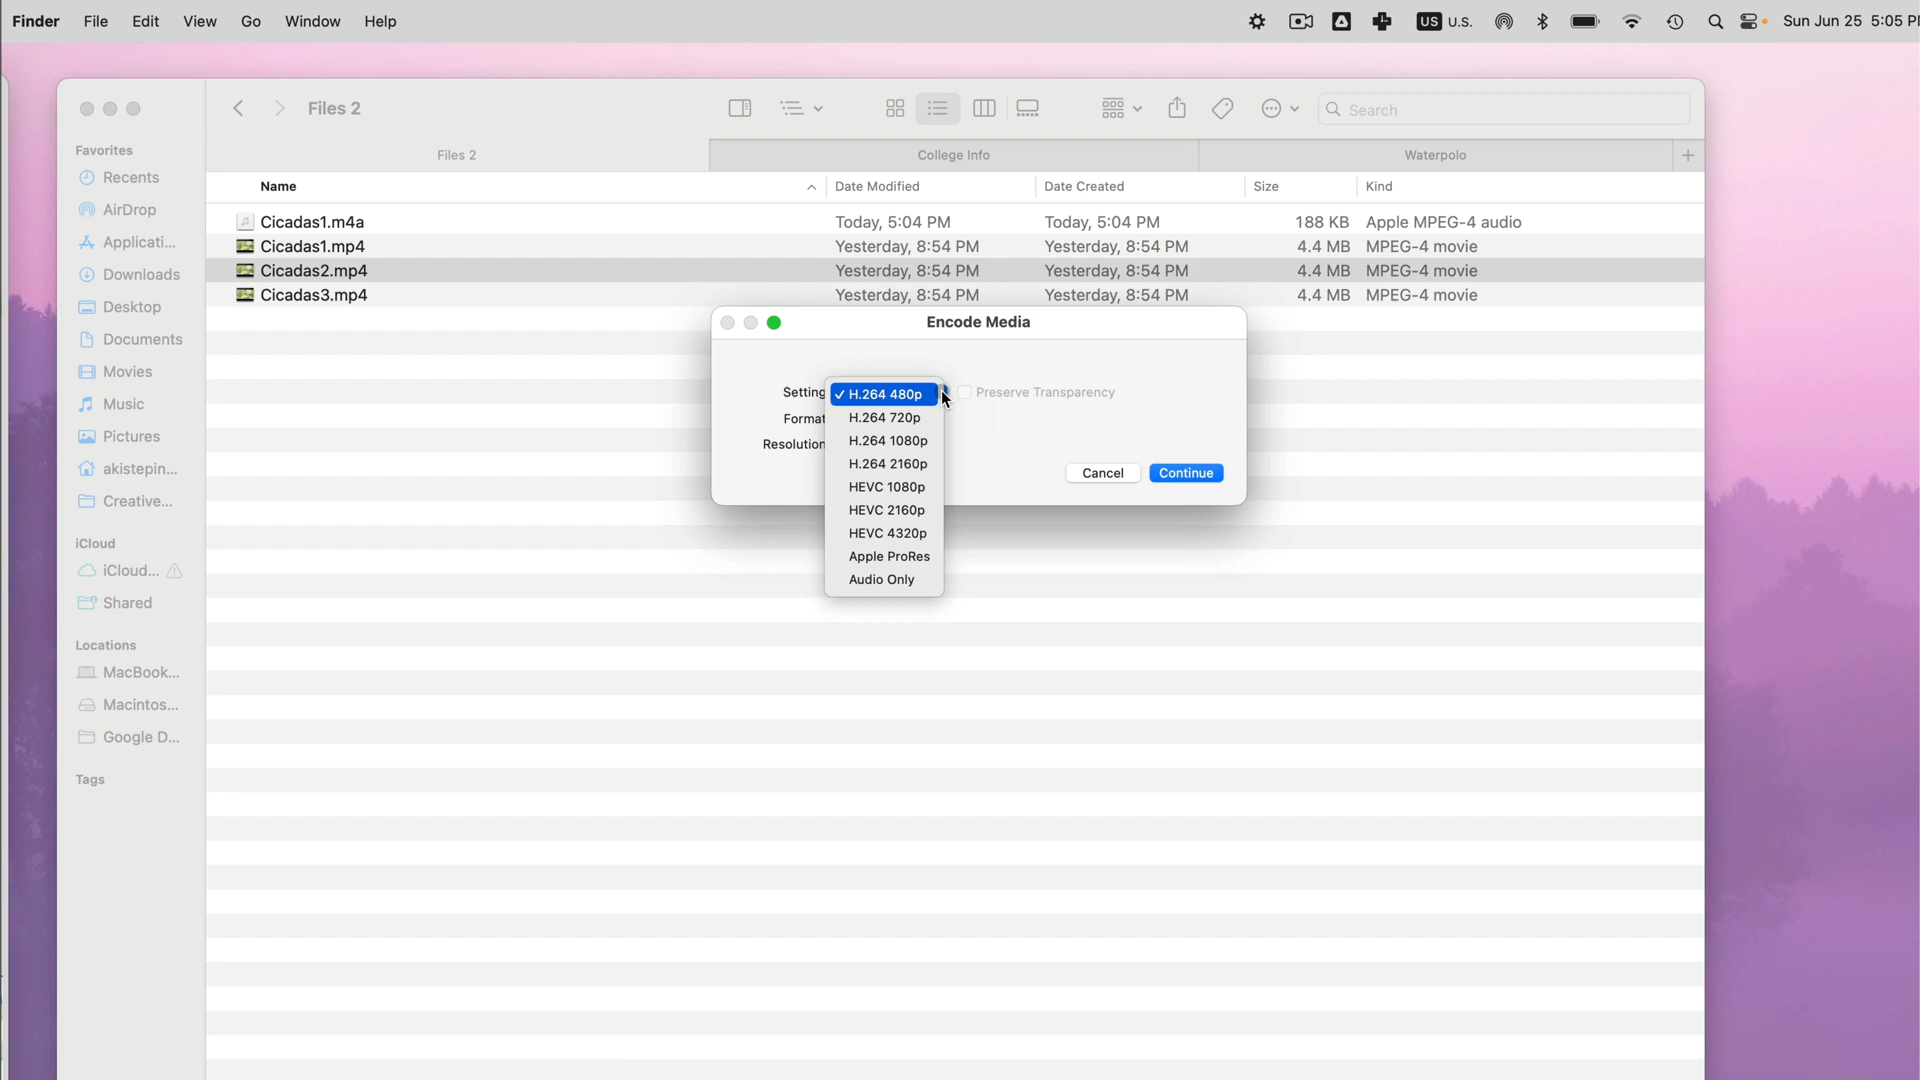 Finder File Edit View Go Window Help US U.S. Sun Jun 25 5:05
Files 2 Search
Files 2 College Info Waterpolo
Favorites
Recents
AirDrop
Applicati...
Downloads
Desktop
Documents
Movies
Music
Pictures
akistepin...
Creative...
iCloud
iCloud...
Shared
Locations
MacBook...
Macintos...
Google D...
Tags
Name Date Modified Date Created Size Kind
Cicadas1.m4a Today, 5:04 PM Today, 5:04 PM 188 KB Apple MPEG-4 audio
Cicadas1.mp4 Yesterday, 8:54 PM Yesterday, 8:54 PM 4.4 MB MPEG-4 movie
Cicadas2.mp4 Yesterday, 8:54 PM Yesterday, 8:54 PM 4.4 MB MPEG-4 movie
Cicadas3.mp4 Yesterday, 8:54 PM Yesterday, 8:54 PM 4.4 MB MPEG-4 movie
Encode Media
Setting ✓ H.264 480p Preserve Transparency
Format H.264 720p
Resolution H.264 1080p
H.264 2160p
Cancel Continue
HEVC 1080p
HEVC 2160p
HEVC 4320p
Apple ProRes
Audio Only